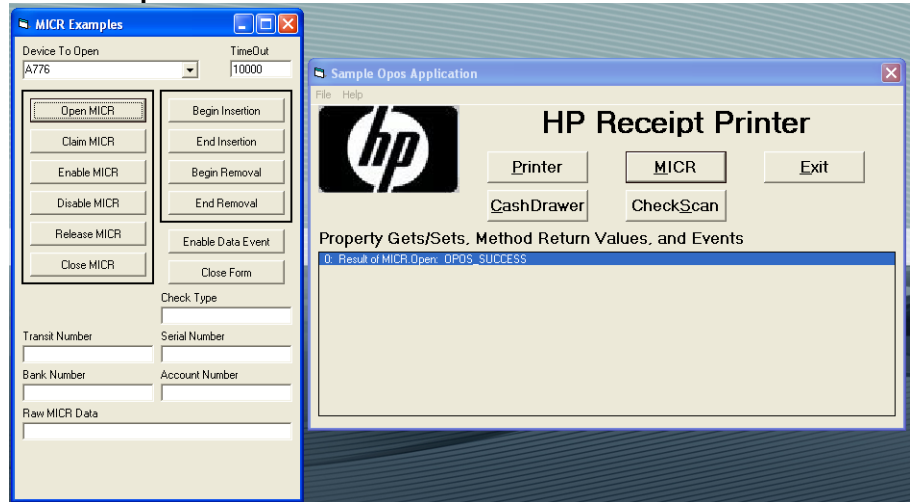 MICR Examples
Device To Open TimeOut
A776 10000
Open MICR Begin Insertion
Claim MICR End Insertion
Enable MICR Begin Removal
Disable MICR End Removal
Release MICR Enable Data Event
Close MICR Close Form
Check Type
Transit Number Serial Number
Bank Number Account Number
Raw MICR Data
Sample Opos Application
File Help
hp
HP Receipt Printer
Printer MICR Exit
CashDrawer CheckScan
Property Gets/Sets, Method Return Values, and Events
0: Result of MICR.Open: OPOS_SUCCESS